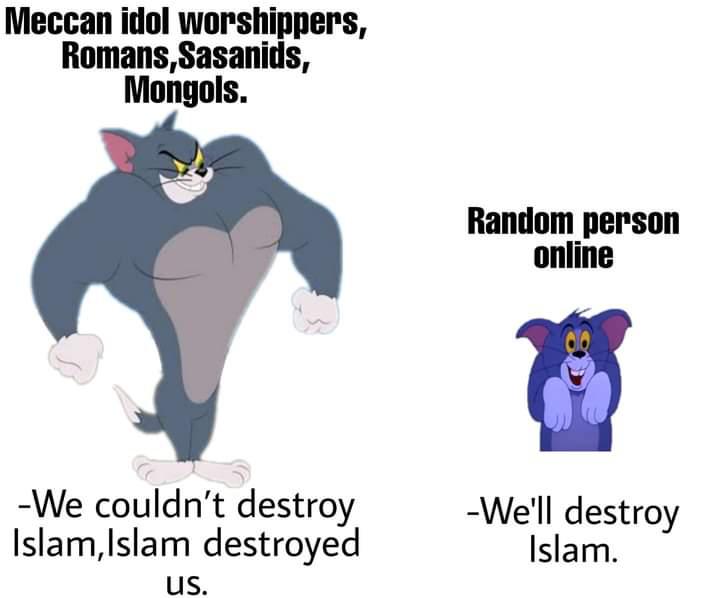 Meccan idol worshippers,
Romans,Sasanids,
Mongols.
-We couldn't destroy
Islam,Islam destroyed
us.
Random person
online
-We'll destroy
Islam.